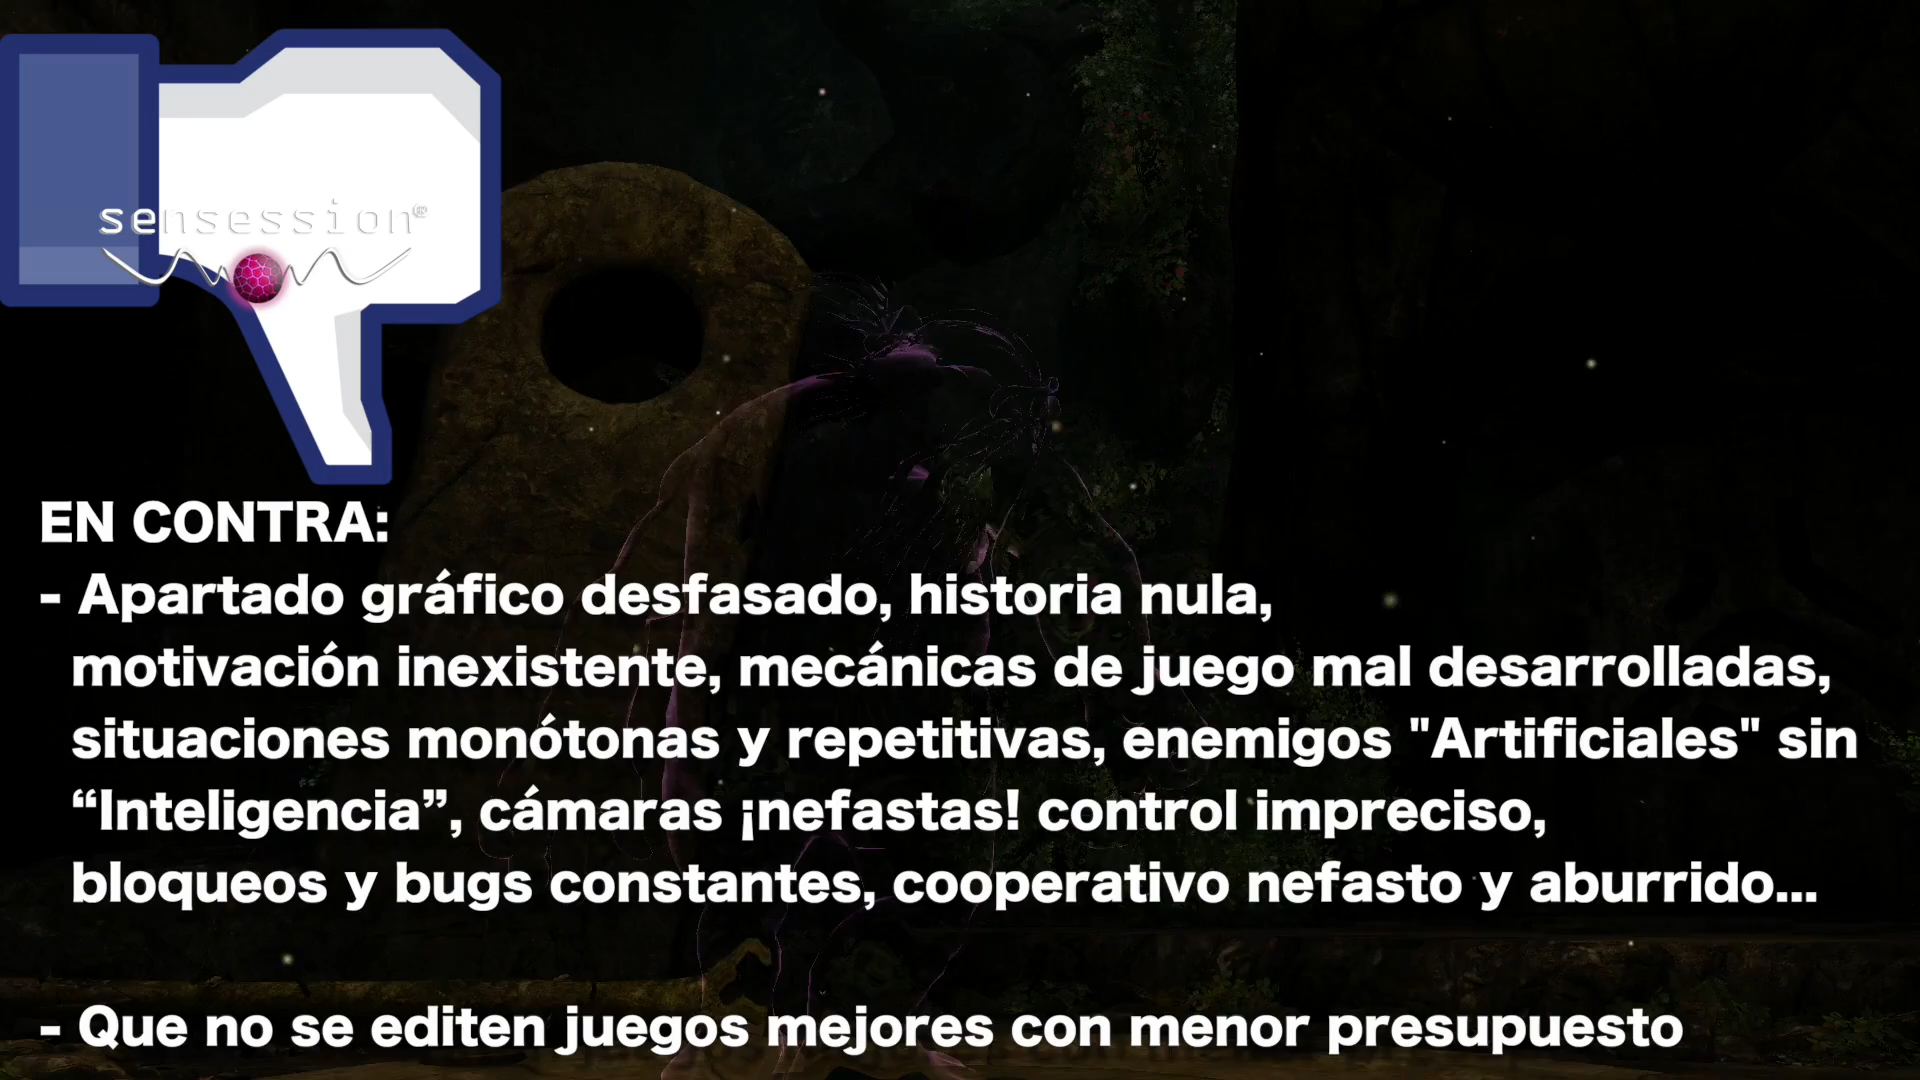 sensession
EN CONTRA:
- Apartado gráfico desfasado, historia nula,
motivación inexistente, mecánicas de juego mal desarrolladas,
situaciones monótonas y repetitivas, enemigos "Artificiales" sin
“Inteligencia”, cámaras ¡nefastas! control impreciso,
bloqueos y bugs constantes, cooperativo nefasto y aburrido...
- Que no se editen juegos mejores con menor presupuesto